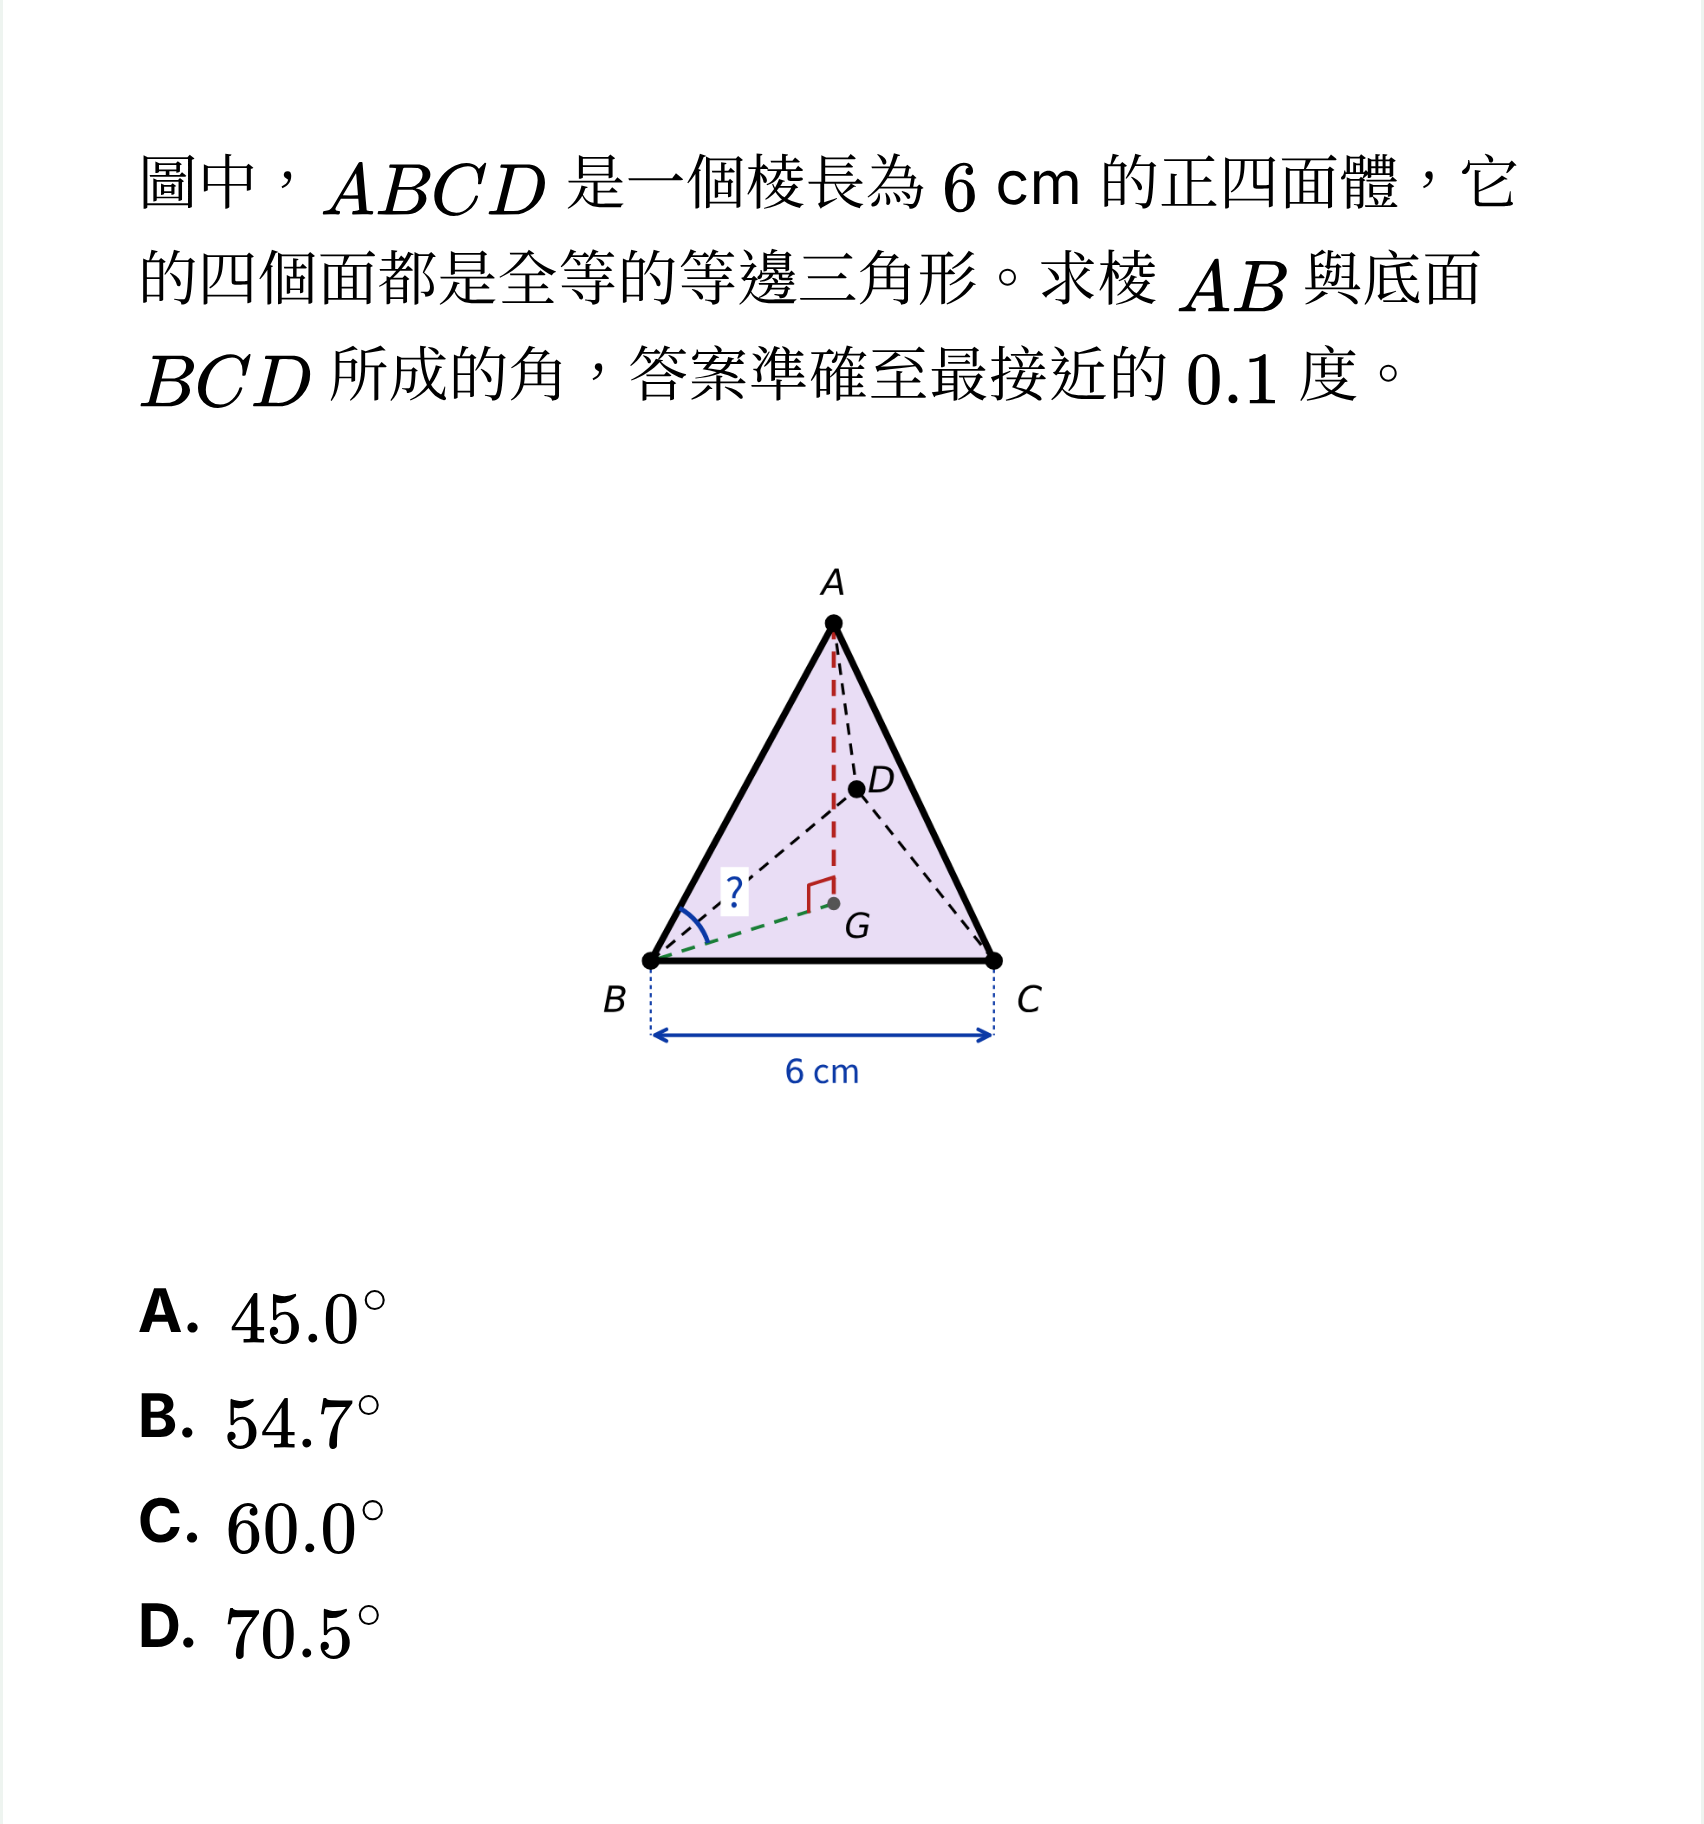 圖中，ABCD 是一個棱長為 6 cm 的正四面體，它
的四個面都是全等的等邊三角形。求棱 AB 與底面
BCD 所成的角，答案準確至最接近的 0.1 度。
A
D
?
G
B
C
6 cm
A. 45.0°
B. 54.7°
C. 60.0°
D. 70.5°